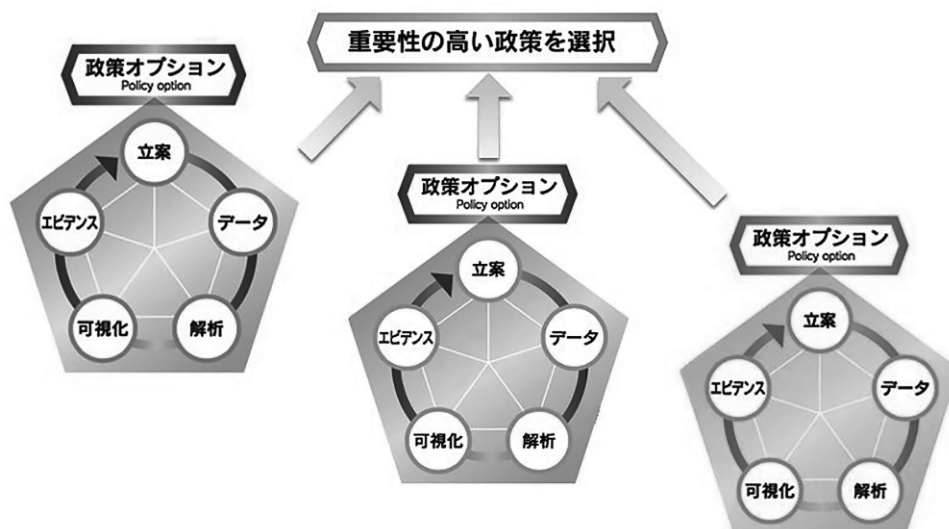 重要性の高い政策を選択
政策オプション
Policy option
立案
エビデンス
データ
可視化
解析
政策オプション
Policy option
立案
エビデンス
データ
可視化
解析
政策オプション
Policy option
立案
エビデンス
データ
可視化
解析